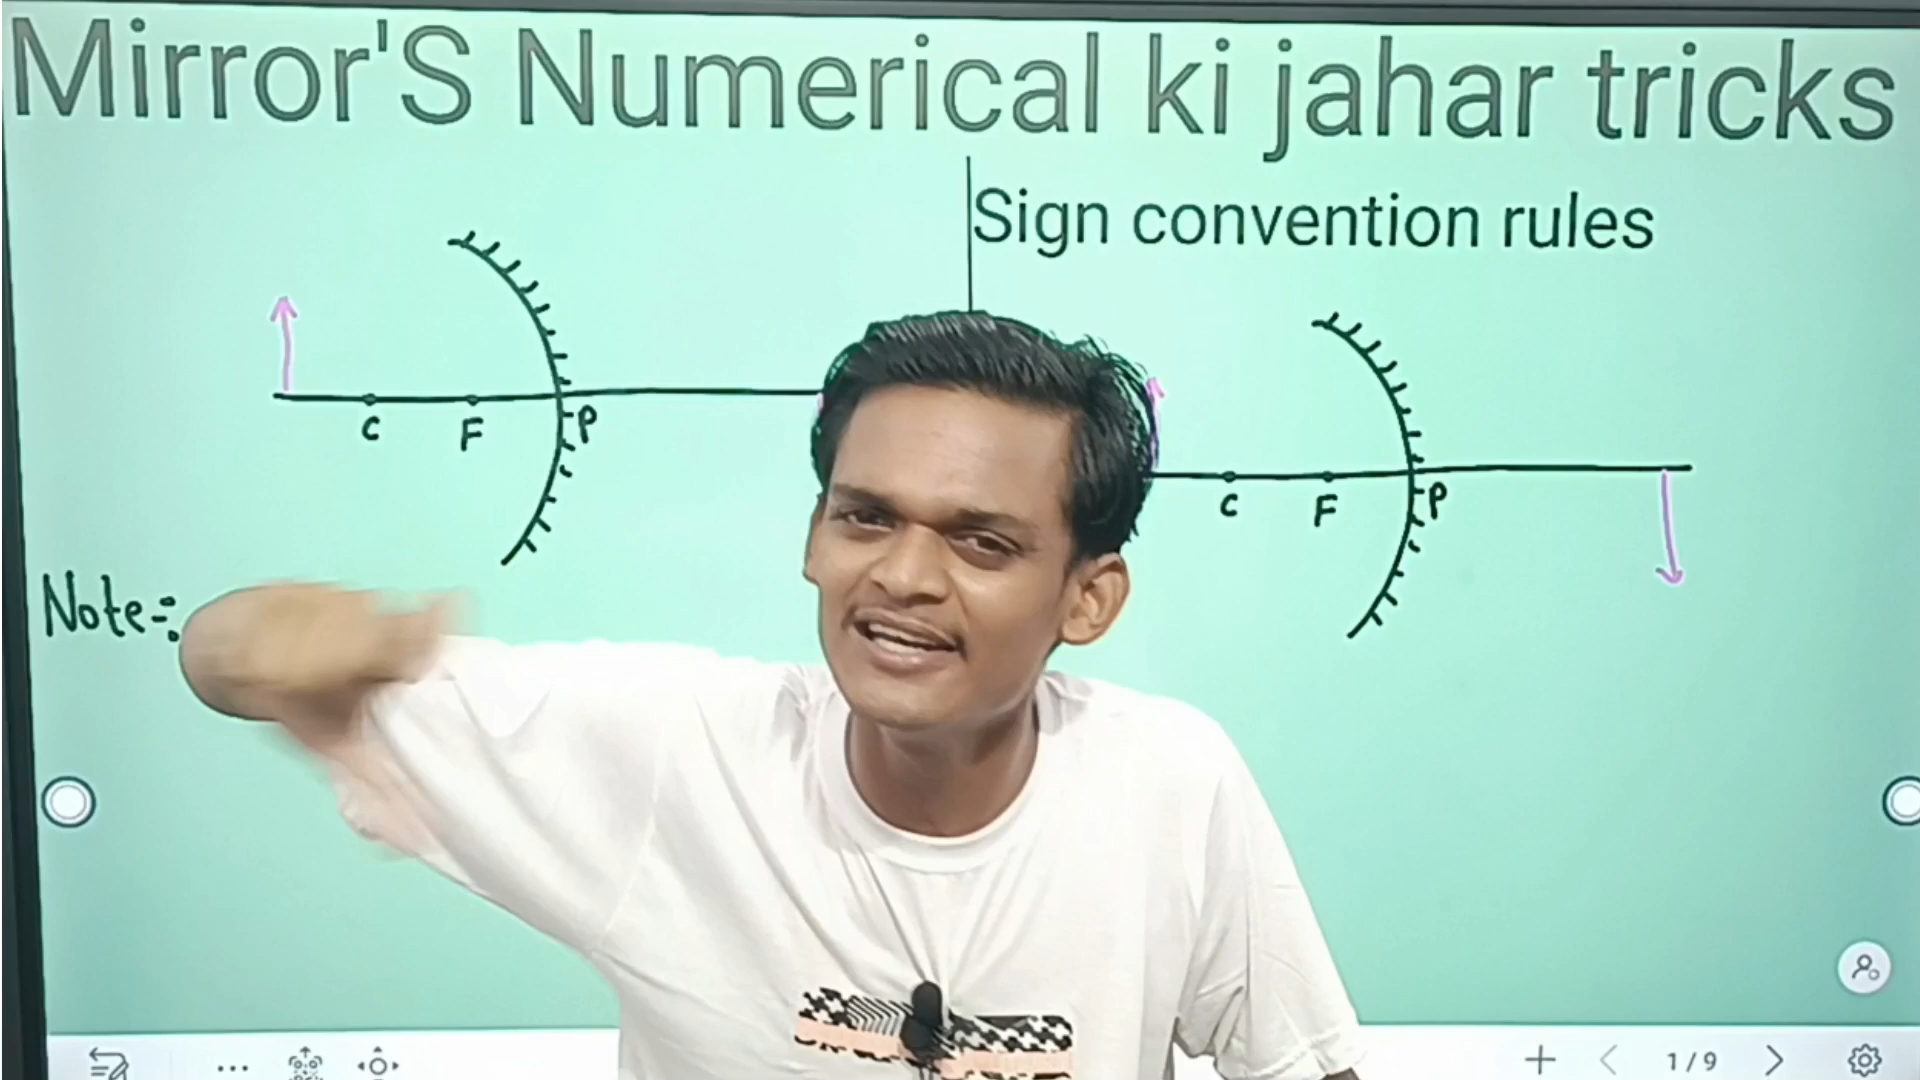 Mirror'S Numerical ki jahar tricks
Sign convention rules
C F P
C F P
Note-:
1/9